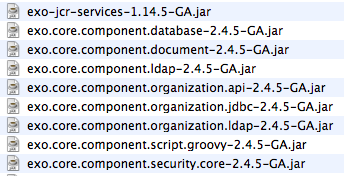 exo-jcr-services-1.14.5-GA.jar
exo.core.component.database-2.4.5-GA.jar
exo.core.component.document-2.4.5-GA.jar
exo.core.component.ldap-2.4.5-GA.jar
exo.core.component.organization.api-2.4.5-GA.jar
exo.core.component.organization.jdbc-2.4.5-GA.jar
exo.core.component.organization.ldap-2.4.5-GA.jar
exo.core.component.script.groovy-2.4.5-GA.jar
exo.core.component.security.core-2.4.5-GA.jar